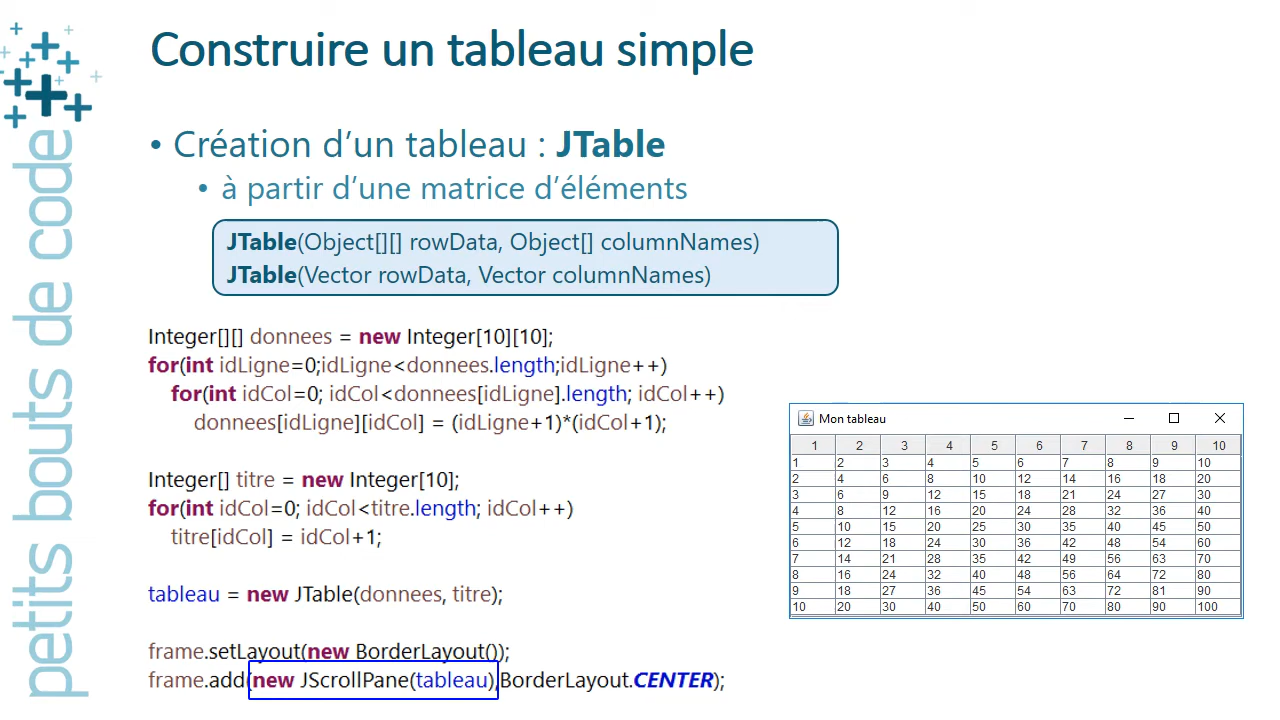 Construire un tableau simple
• Création d’un tableau : JTable
• à partir d’une matrice d’éléments
JTable(Object[][] rowData, Object[] columnNames)
JTable(Vector rowData, Vector columnNames)
Integer[][] donnees = new Integer[10][10];
for(int idLigne=0;idLigne<donnees.length;idLigne++)
for(int idCol=0; idCol<donnees[idLigne].length; idCol++)
donnees[idLigne][idCol] = (idLigne+1)*(idCol+1);
Integer[] titre = new Integer[10];
for(int idCol=0; idCol<titre.length; idCol++)
titre[idCol] = idCol+1;
tableau = new JTable(donnees, titre);
frame.setLayout(new BorderLayout());
frame.add(new JScrollPane(tableau),BorderLayout.CENTER);
Mon tableau
1 2 3 4 5 6 7 8 9 10
1 2 3 4 5 6 7 8 9 10
2 4 6 8 10 12 14 16 18 20
3 6 9 12 15 18 21 24 27 30
4 8 12 16 20 24 28 32 36 40
5 10 15 20 25 30 35 40 45 50
6 12 18 24 30 36 42 48 54 60
7 14 21 28 35 42 49 56 63 70
8 16 24 32 40 48 56 64 72 80
9 18 27 36 45 54 63 72 81 90
10 20 30 40 50 60 70 80 90 100
petits bouts de code